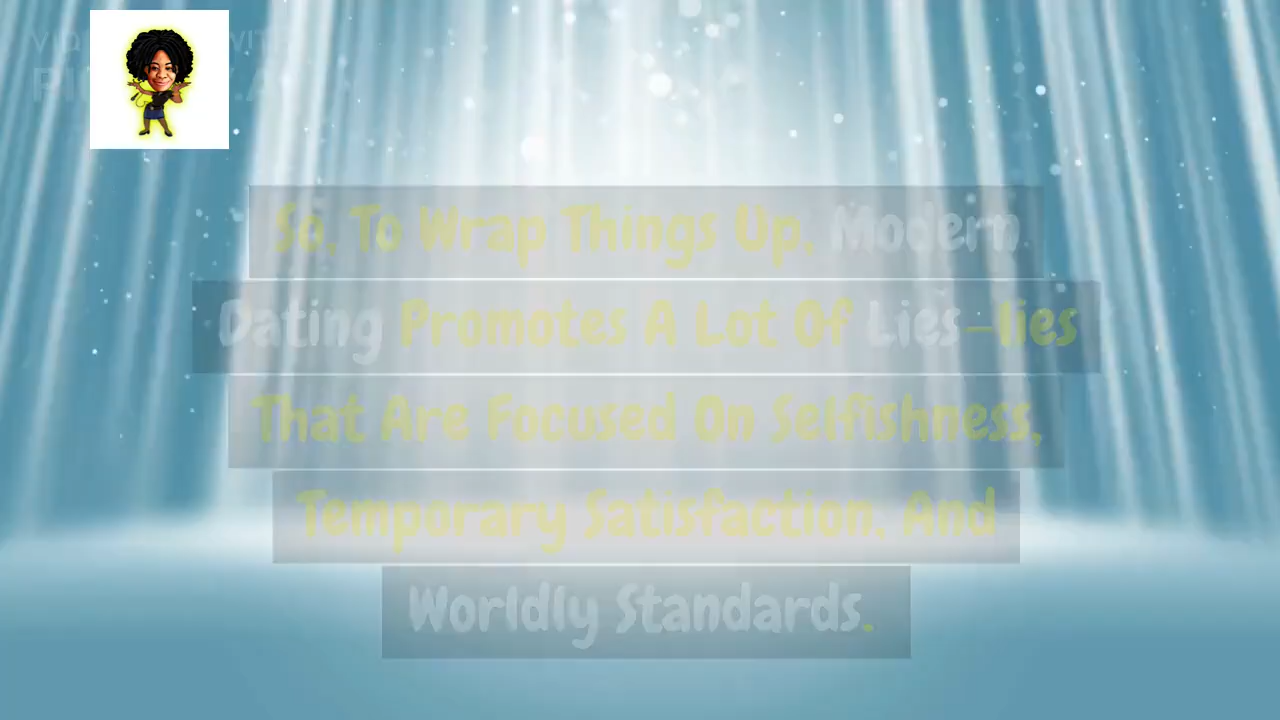 So, To Wrap Things Up, Modern
Dating Promotes A Lot Of Lies—lies
That Are Focused On Selfishness,
Temporary Satisfaction, And
Worldly Standards.